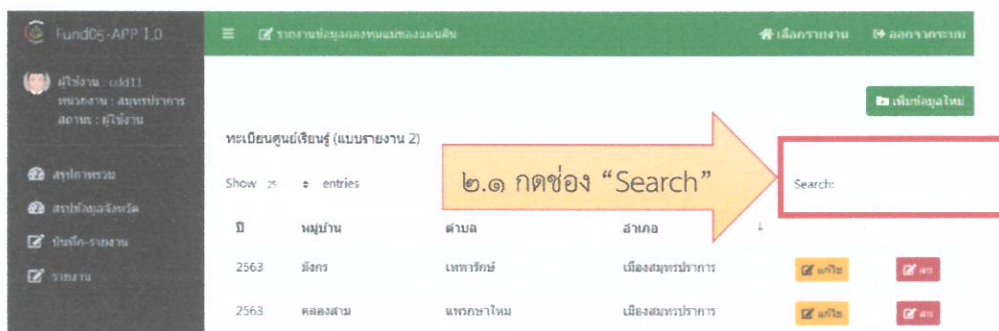 Fund05-APP 1.0
รายงานข้อมูลกองทุนแม่ของแผ่นดิน
เลือกรายงาน
ออกจากระบบ
ผู้ใช้งาน : cdd11
หน่วยงาน : สมุทรปราการ
สถานะ : ผู้ใช้งาน
เพิ่มข้อมูลใหม่
ทะเบียนศูนย์เรียนรู้ (แบบรายงาน 2)
สรุปภาพรวม
สรุปข้อมูลจังหวัด
บันทึก-รายงาน
รายงาน
Show 25 entries
๒.๑ กดช่อง “Search”
Search:
ปี หมู่บ้าน ตำบล อำเภอ
2563 มังกร เทพารักษ์ เมืองสมุทรปราการ แก้ไข ลบ
2563 คลองสาม แพรกษาใหม่ เมืองสมุทรปราการ แก้ไข ลบ